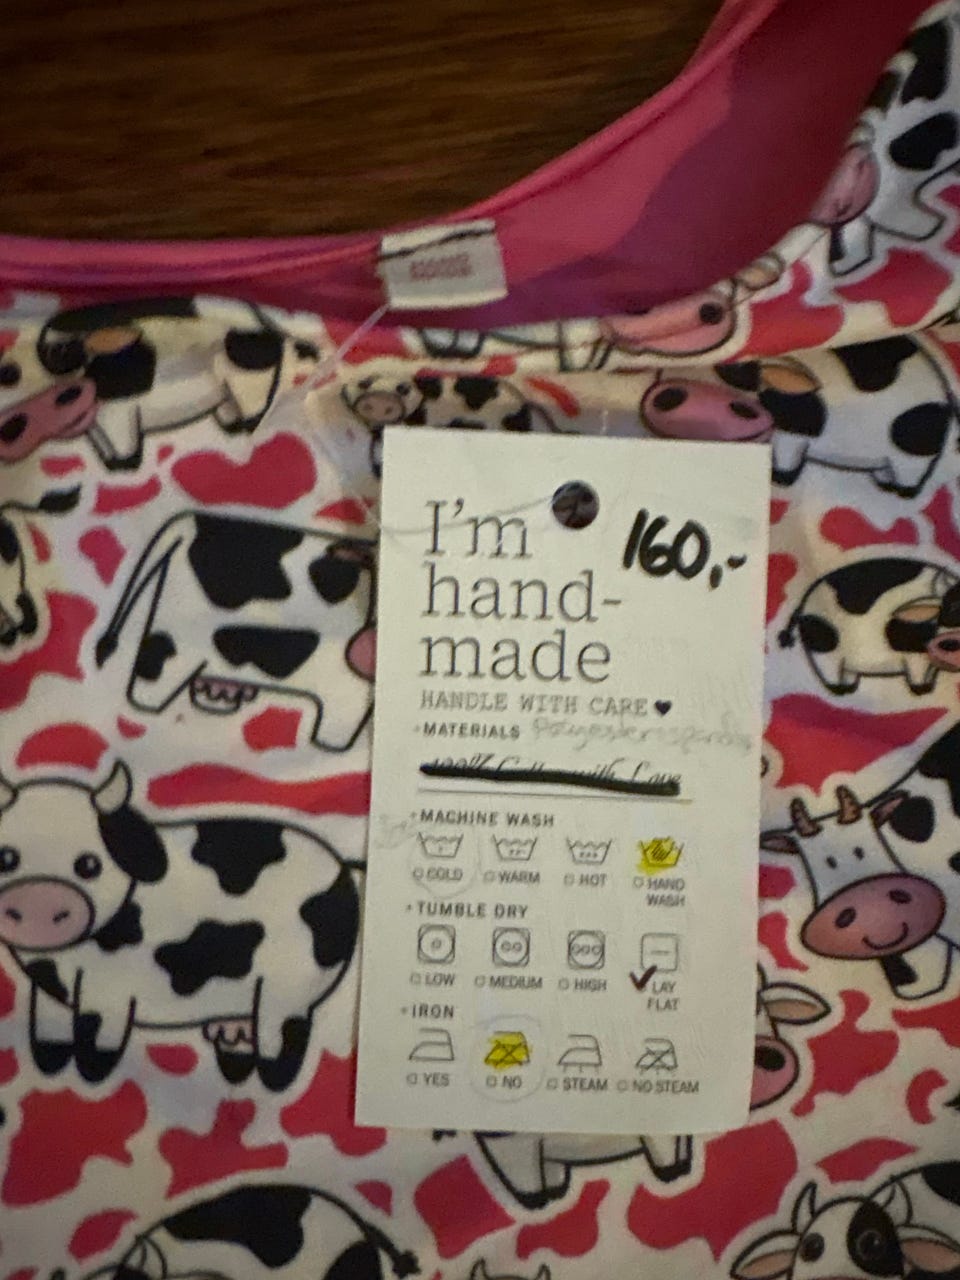 I'm
160,-
hand-
made
HANDLE WITH CARE
MATERIALS
MACHINE WASH
COLD WARM HOT HAND
WASH
TUMBLE DRY
LOW MEDIUM HIGH LAY
FLAT
IRON
YES NO STEAM NO STEAM